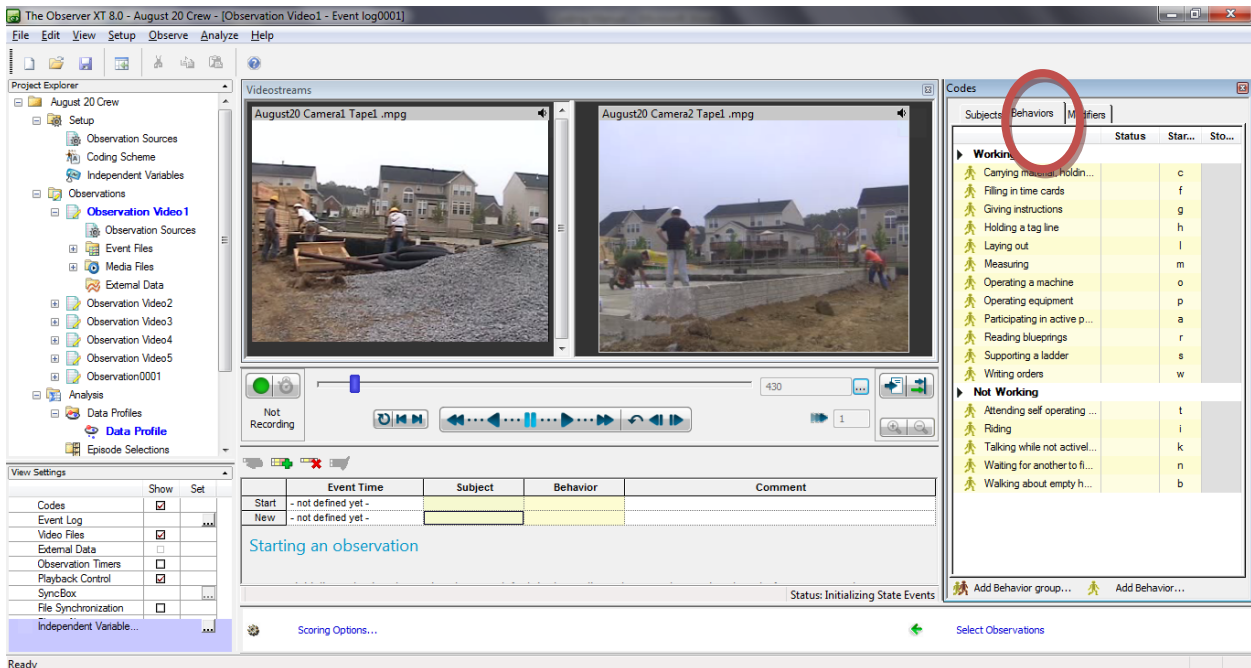 The Observer XT 8.0 - August 20 Crew - [Observation Video1 - Event log0001]
File Edit View Setup Observe Analyze Help
Project Explorer
August 20 Crew
Setup
Observation Sources
Coding Scheme
Independent Variables
Observations
Observation Video1
Observation Sources
Event Files
Media Files
External Data
Observation Video2
Observation Video3
Observation Video4
Observation Video5
Observation0001
Analysis
Data Profiles
Data Profile
Episode Selections
View Settings
Show Set
Codes
Event Log
Video Files
External Data
Observation Timers
Playback Control
SyncBox
File Synchronization
Independent Variable...
Ready
Videostreams
August20 Camera1 Tape1 .mpg
August20 Camera2 Tape1 .mpg
430
Not
Recording
1
Event Time Subject Behavior Comment
Start - not defined yet -
New - not defined yet -
Starting an observation
Status: Initializing State Events
Scoring Options...
Select Observations
Codes
Subjects Behaviors Modifiers
Status Star... Sto...
Working
Carrying material, holdin... c
Filling in time cards f
Giving instructions g
Holding a tag line h
Laying out l
Measuring m
Operating a machine o
Operating equipment p
Participating in active p... a
Reading blueprings r
Supporting a ladder s
Writing orders w
Not Working
Attending self operating ... t
Riding i
Talking while not activel... k
Waiting for another to fi... n
Walking about empty h... b
Add Behavior group... Add Behavior...